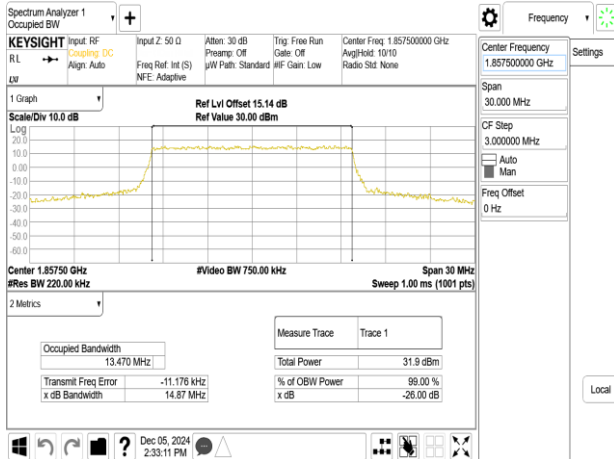 Spectrum Analyzer 1
Occupied BW
KEYSIGHT
RL
Input: RF
Coupling: DC
Align: Auto
Input Z: 50 Ω
Freq Ref: Int (S)
NFE: Adaptive
Atten: 30 dB
Preamp: Off
µW Path: Standard
Trig: Free Run
Gate: Off
#IF Gain: Low
Center Freq: 1.857500000 GHz
Avg|Hold: 10/10
Radio Std: None
1 Graph
Scale/Div 10.0 dB
Ref Lvl Offset 15.14 dB
Ref Value 30.00 dBm
Log
20.0
10.0
0.00
-10.0
-20.0
-30.0
-40.0
-50.0
-60.0
Center 1.85750 GHz
#Video BW 750.00 kHz
Span 30 MHz
#Res BW 220.00 kHz
Sweep 1.00 ms (1001 pts)
2 Metrics
Occupied Bandwidth
13.470 MHz
Transmit Freq Error -11.176 kHz
x dB Bandwidth 14.87 MHz
Measure Trace Trace 1
Total Power 31.9 dBm
% of OBW Power 99.00 %
x dB -26.00 dB
Dec 05, 2024
2:33:11 PM
Frequency
Settings
Center Frequency
1.857500000 GHz
Span
30.000 MHz
CF Step
3.000000 MHz
Auto
Man
Freq Offset
0 Hz
Local